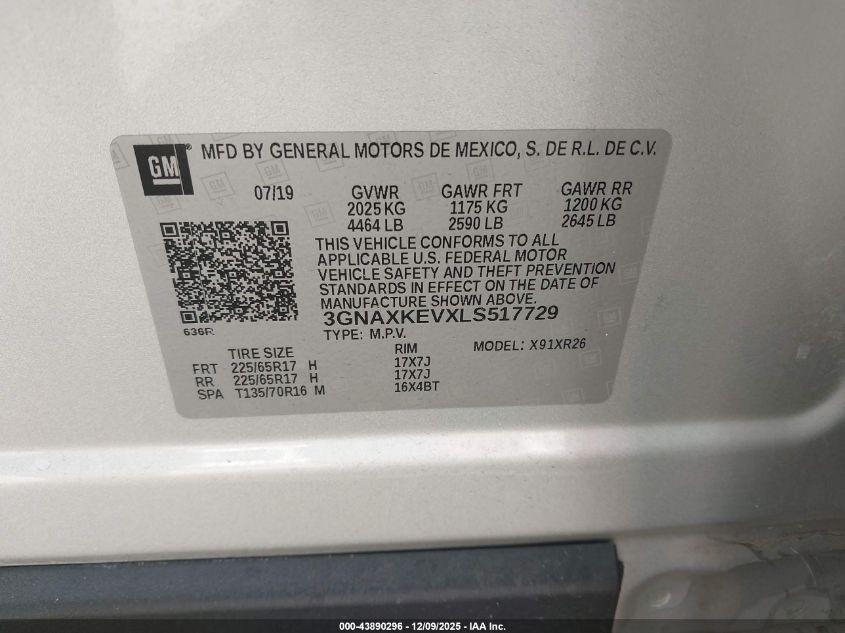 GM ® MFD BY GENERAL MOTORS DE MEXICO, S. DE R.L. DE C.V.
07/19 GVWR GAWR FRT GAWR RR
2025 KG 1175 KG 1200 KG
4464 LB 2590 LB 2645 LB
THIS VEHICLE CONFORMS TO ALL
APPLICABLE U.S. FEDERAL MOTOR
VEHICLE SAFETY AND THEFT PREVENTION
STANDARDS IN EFFECT ON THE DATE OF
MANUFACTURE SHOWN ABOVE.
636R 3GNAXKEVXLS517729
TYPE: M.P.V. MODEL: X91XR26
TIRE SIZE RIM
FRT 225/65R17 H 17X7J
RR 225/65R17 H 17X7J
SPA T135/70R16 M 16X4BT
000-43890296 - 12/09/2025 - IAA Inc.